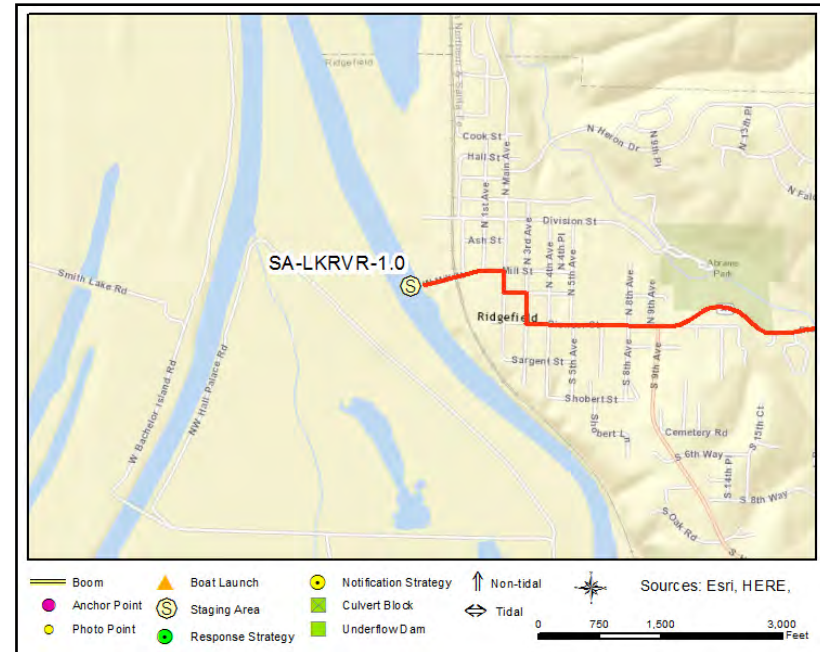 Ridgefield
Northern & Santa Fe
Cook St
Hall St
N 1st Ave
N Main Ave
N Heron Dr
N 9th Pl
N 13th Pl
Division St
Ash St
N 3rd Ave
N 4th Ave
N 4th Pl
N 5th Ave
Abrams
Park
SA-LKRVR-1.0
S
Mill St
Smith Lake Rd
N 8th Ave
N 9th Ave
Ridgefield
Sargent St
S 5th Ave
S 8th Ave
S 9th Ave
Shobert St
W Bachelor Island Rd
NW Hall Palace Rd
Cemetery Rd
S 15th Ct
S 6th Way
S 14th Pl
S 8th Way
S Oak Rd
Boom
Boat Launch
Notification Strategy
Non-tidal
Sources: Esri, HERE,
Anchor Point
S
Staging Area
Culvert Block
Tidal
Photo Point
Response Strategy
Underflow Dam
0 750 1,500 3,000
Feet